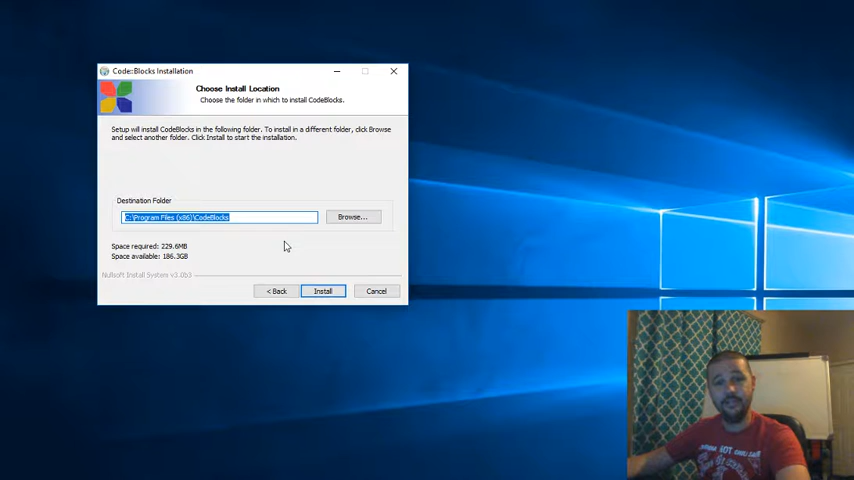 Code::Blocks Installation
Choose Install Location
Choose the folder in which to install CodeBlocks.
Setup will install CodeBlocks in the following folder. To install in a different folder, click Browse
and select another folder. Click Install to start the installation.
Destination Folder
C:\Program Files (x86)\CodeBlocks
Browse...
Space required: 229.6MB
Space available: 186.3GB
Nullsoft Install System v3.0b3
< Back
Install
Cancel